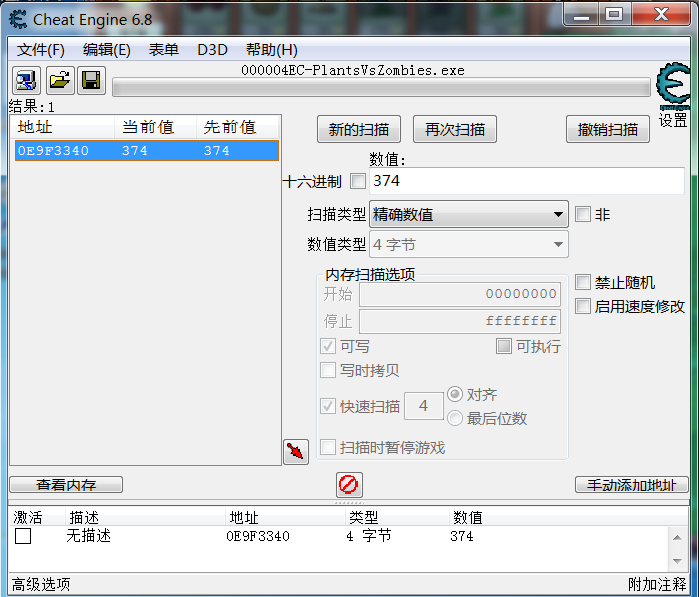 Cheat Engine 6.8
文件(F) 编辑(E) 表单 D3D 帮助(H)
000004EC-PlantsVsZombies.exe
结果:1
设置
地址 当前值 先前值
0E9F3340 374 374
新的扫描 再次扫描 撤销扫描
数值:
十六进制 374
扫描类型 精确数值 非
数值类型 4 字节
内存扫描选项
开始 00000000
停止 ffffffff
禁止随机
启用速度修改
可写 可执行
写时拷贝
快速扫描 4 对齐
最后位数
扫描时暂停游戏
查看内存 手动添加地址
激活 描述 地址 类型 数值
无描述 0E9F3340 4 字节 374
高级选项 附加注释